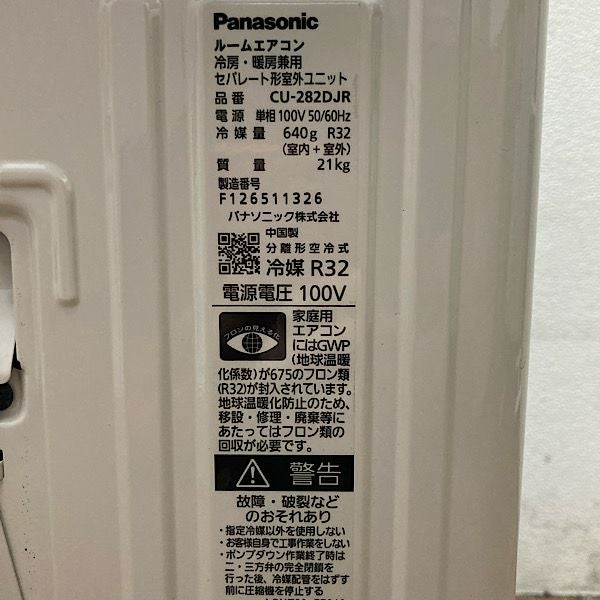 Panasonic
ルームエアコン
冷房・暖房兼用
セパレート形室外ユニット
品番 CU-282DJR
電源 単相100V 50/60Hz
冷媒量 640g R32
(室内+室外)
質量 21kg
製造番号
F126511326
パナソニック株式会社
中国製
分離形空冷式
冷媒 R32
電源電圧 100V
フロンの見える化
家庭用
エアコン
にはGWP
(地球温暖
化係数)が675のフロン類
(R32)が封入されています。
地球温暖化防止のため、
移設・修理・廃棄等に
あたってはフロン類の
回収が必要です。
警告
故障・破裂など
のおそれあり
・指定冷媒以外を使用しない
・お客様自身で工事作業をしない
・ポンプダウン作業終了時は
二・三方弁の完全閉鎖を
行った後、冷媒配管をはずす
前に圧縮機を停止する